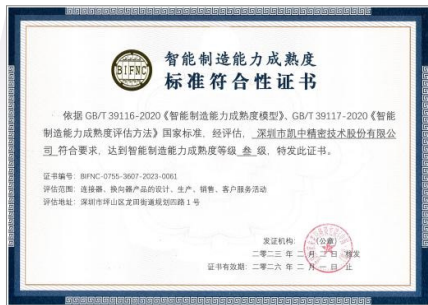 BIFNC
智能制造能力成熟度
标准符合性证书
依据 GB/T 39116-2020《智能制造能力成熟度模型》、GB/T 39117-2020《智能
制造能力成熟度评估方法》国家标准，经评估，深圳市凯中精密技术股份有限公
司 符合要求，达到智能制造成熟度等级 叁 级，特发此证书。
证书编号：BIFNC-0755-3607-2023-0061
评估范围：连接器、换向器产品的设计、生产、销售、客户服务活动
评估地址：深圳市坪山区龙田街道规划四路 1 号
发证机构：（公章）
二零二三 年 二 月 二 日 核发
证书有效期：二零二六 年 二 月 一 日 止